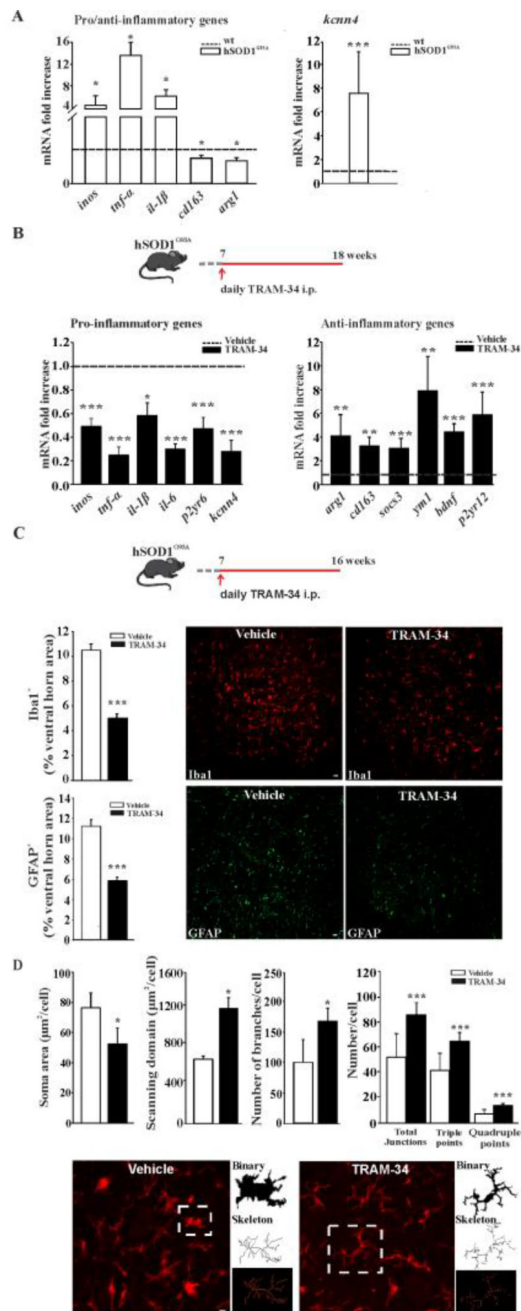 A
Pro/anti-inflammatory genes
kcnn4
wt
hSOD1G93A
wt
hSOD1G93A
mRNA fold increase
16
12
8
4
0
*
*
*
*
*
inos
tnf-α
il-1β
cd163
arg1
mRNA fold increase
12
10
8
6
4
2
0
***
B
hSOD1G93A
7
18 weeks
daily TRAM-34 i.p.
Pro-inflammatory genes
Vehicle
TRAM-34
mRNA fold increase
1.2
1.0
0.8
0.6
0.4
0.2
0.0
***
***
*
***
***
***
inos
tnf-α
il-1β
il-6
p2yr6
kcnn4
Anti-inflammatory genes
Vehicle
TRAM-34
mRNA fold increase
12
10
8
6
4
2
0
**
**
***
**
***
***
arg1
cd163
socs3
ym1
bdnf
p2yr12
C
hSOD1G93A
7
16 weeks
daily TRAM-34 i.p.
Iba1+
(% ventral horn area)
12
10
8
6
4
2
0
Vehicle
TRAM-34
***
Vehicle
TRAM-34
Iba1
Iba1
GFAP+
(% ventral horn area)
14
12
10
8
6
4
2
0
Vehicle
TRAM-34
***
Vehicle
TRAM-34
GFAP
GFAP
D
Soma area (µm2/cell)
100
80
60
40
20
0
*
Scanning domain (µm2/cell)
1600
1200
800
400
0
*
Number of branches/cell
250
200
150
100
50
0
*
Number/cell
120
100
80
60
40
20
0
Vehicle
TRAM-34
***
***
***
Total
Junctions
Triple
points
Quadruple
points
Vehicle
Binary
Skeleton
TRAM-34
Binary
Skeleton